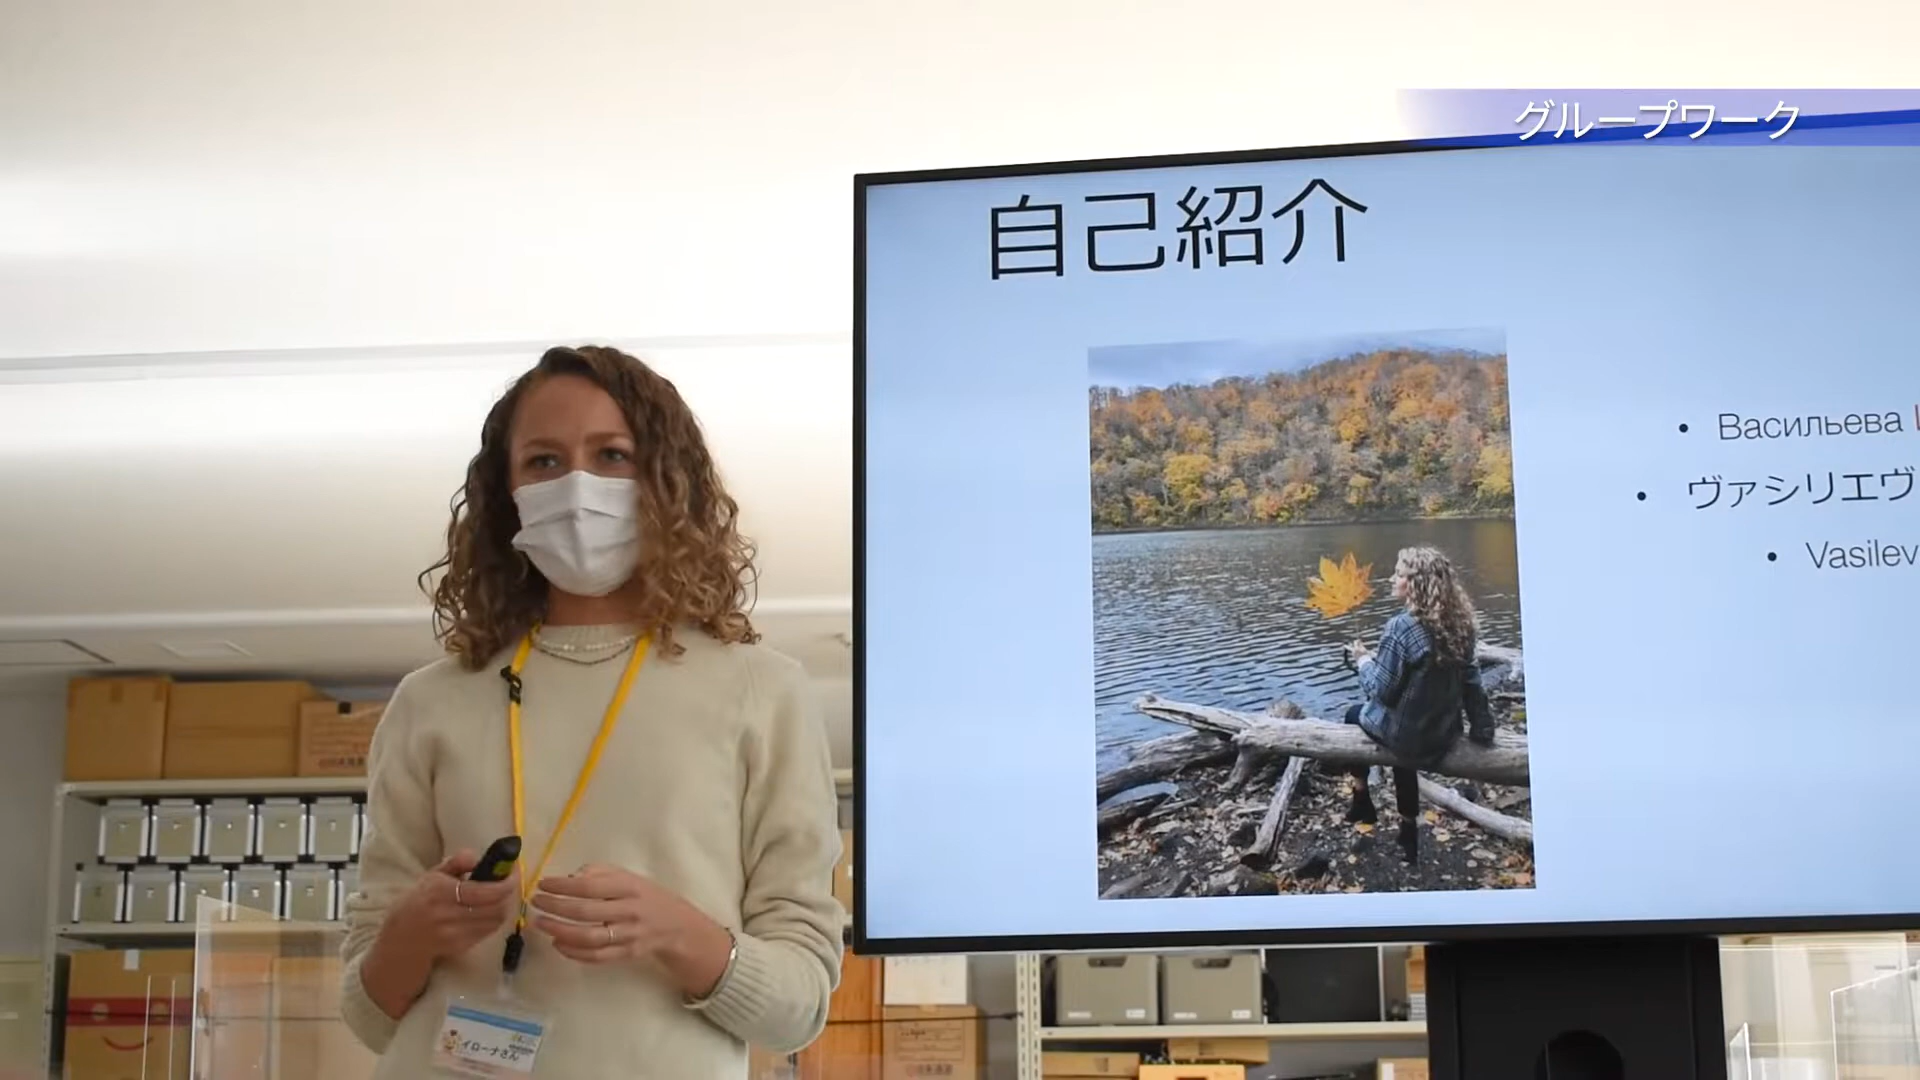 グループワーク
自己紹介
Васильева
ヴァシリエヴ
Vasilev
イローナさん